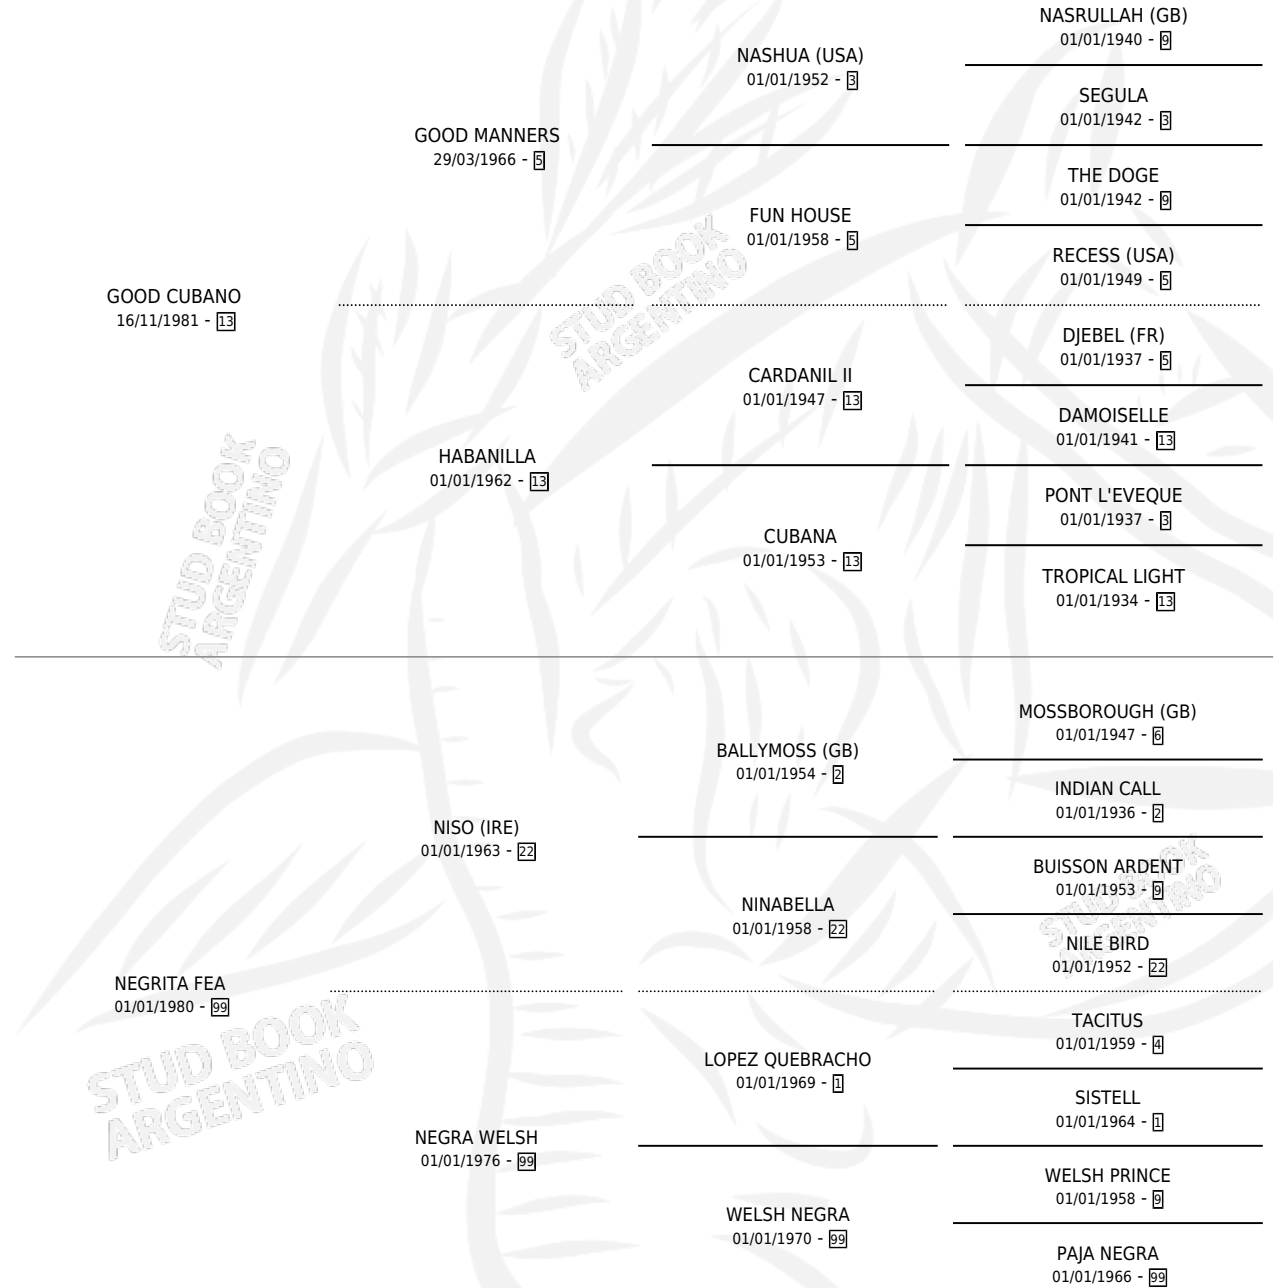 NASRULLAH (GB)
01/01/1940 - 9
NASHUA (USA)
01/01/1952 - 3
SEGULA
01/01/1942 - 3
GOOD MANNERS
29/03/1966 - 5
THE DOGE
01/01/1942 - 9
FUN HOUSE
01/01/1958 - 5
RECESS (USA)
01/01/1949 - 5
GOOD CUBANO
16/11/1981 - 13
DJEBEL (FR)
01/01/1937 - 5
CARDANIL II
01/01/1947 - 13
DAMOISELLE
01/01/1941 - 13
HABANILLA
01/01/1962 - 13
PONT L'EVEQUE
01/01/1937 - 3
CUBANA
01/01/1953 - 13
TROPICAL LIGHT
01/01/1934 - 13
MOSSBOROUGH (GB)
01/01/1947 - 6
BALLYMOSS (GB)
01/01/1954 - 2
INDIAN CALL
01/01/1936 - 2
NISO (IRE)
01/01/1963 - 22
BUISSON ARDENT
01/01/1953 - 9
NINABELLA
01/01/1958 - 22
NILE BIRD
01/01/1952 - 22
NEGRITA FEA
01/01/1980 - 99
TACITUS
01/01/1959 - 4
LOPEZ QUEBRACHO
01/01/1969 - 1
SISTELL
01/01/1964 - 1
NEGRA WELSH
01/01/1976 - 99
WELSH PRINCE
01/01/1958 - 9
WELSH NEGRA
01/01/1970 - 99
PAJA NEGRA
01/01/1966 - 99
STUD BOOK
ARGENTINO
STUD BOOK
ARGENTINO
STUD BOOK
ARGENTINO
STUD BOOK
ARGENTINO